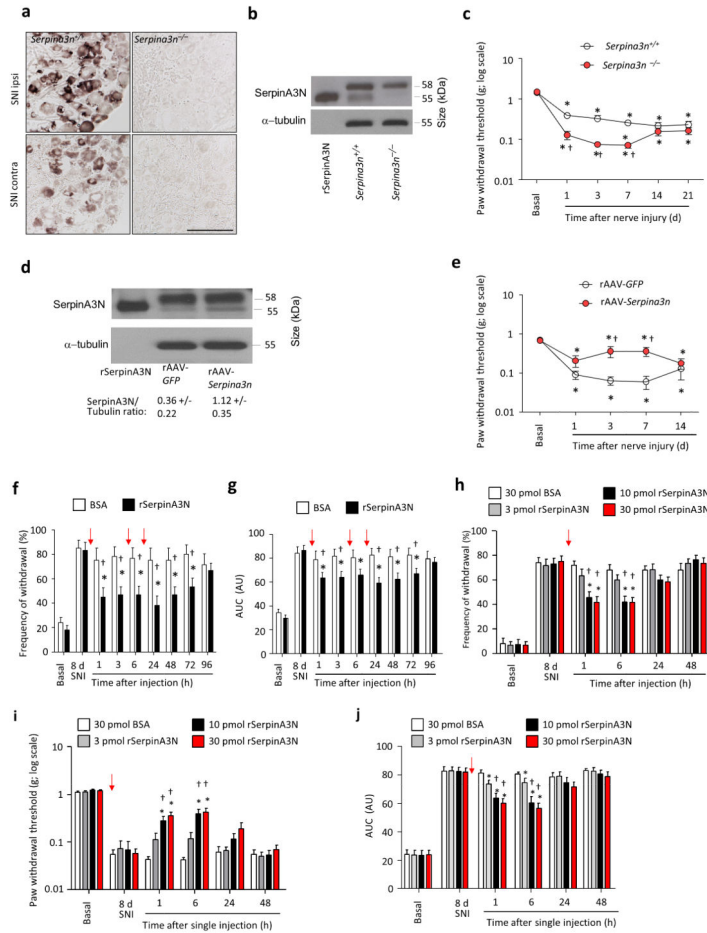 a
Serpina3n+/+
Serpina3n−/−
SNI ipsi
SNI contra
b
SerpinA3N
α−tubulin
58
55
55
Size (kDa)
rSerpinA3N
Serpina3n+/+
Serpina3n−/−
c
Serpina3n+/+
Serpina3n −/−
Paw withdrawal threshold (g; log scale)
10
1
0.1
0.01
* * * * *
* † *† * † * *
Basal
1 3 7 14 21
Time after nerve injury (d)
d
SerpinA3N
α−tubulin
58
55
55
Size (kDa)
rSerpinA3N
rAAV-
GFP
rAAV-
Serpina3n
SerpinA3N/
Tubulin ratio:
0.36 +/-
0.22
1.12 +/-
0.35
e
rAAV-GFP
rAAV-Serpina3n
Paw withdrawal threshold (g; log scale)
10
1
0.1
0.01
* * † * † *
* * * *
Basal
1 3 7 14
Time after nerve injury (d)
f
BSA
rSerpinA3N
Frequency of withdrawal (%)
100
80
60
40
20
0
† † † † † †
* * * * * *
Basal
8 d
SNI
1 3 6 24 48 72 96
Time after injection (h)
g
BSA
rSerpinA3N
AUC (AU)
100
80
60
40
20
0
† † † † † †
* * * * * *
Basal
8 d
SNI
1 3 6 24 48 72 96
Time after injection (h)
h
30 pmol BSA
10 pmol rSerpinA3N
3 pmol rSerpinA3N
30 pmol rSerpinA3N
Frequency of withdrawal (%)
100
80
60
40
20
0
† † † †
* * * *
Basal
8 d
SNI
1 6 24 48
Time after injection (h)
i
30 pmol BSA
10 pmol rSerpinA3N
3 pmol rSerpinA3N
30 pmol rSerpinA3N
Paw withdrawal threshold (g; log scale)
10
1
0.1
0.01
† † † †
* * * *
Basal
8 d
SNI
1 6 24 48
Time after single injection (h)
j
30 pmol BSA
10 pmol rSerpinA3N
3 pmol rSerpinA3N
30 pmol rSerpinA3N
AUC (AU)
100
80
60
40
20
0
* † † * † †
* * * *
Basal
8 d
SNI
1 6 24 48
Time after single injection (h)